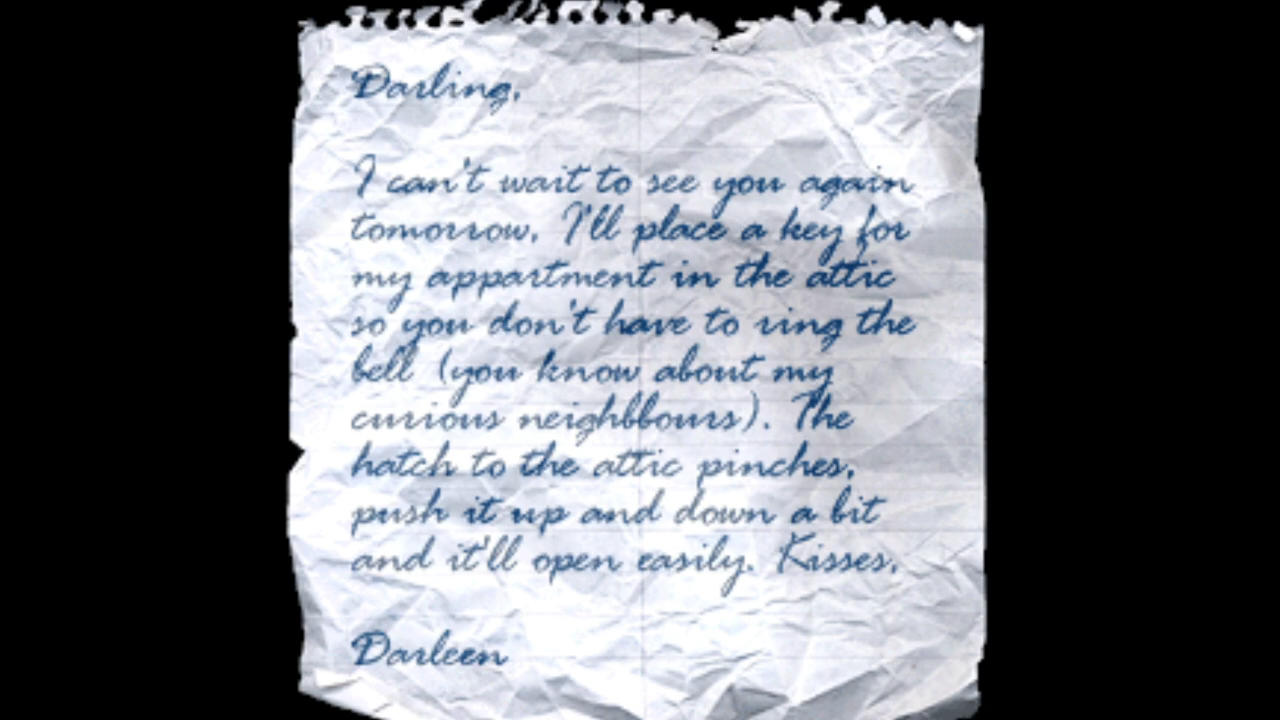 Darling,
I can't wait to see you again
tomorrow. I'll place a key for
my appartment in the attic
so you don't have to ring the
bell (you know about my
curious neighbbours). The
hatch to the attic pinches,
push it up and down a bit
and it'll open easily. Kisses,
Darleen